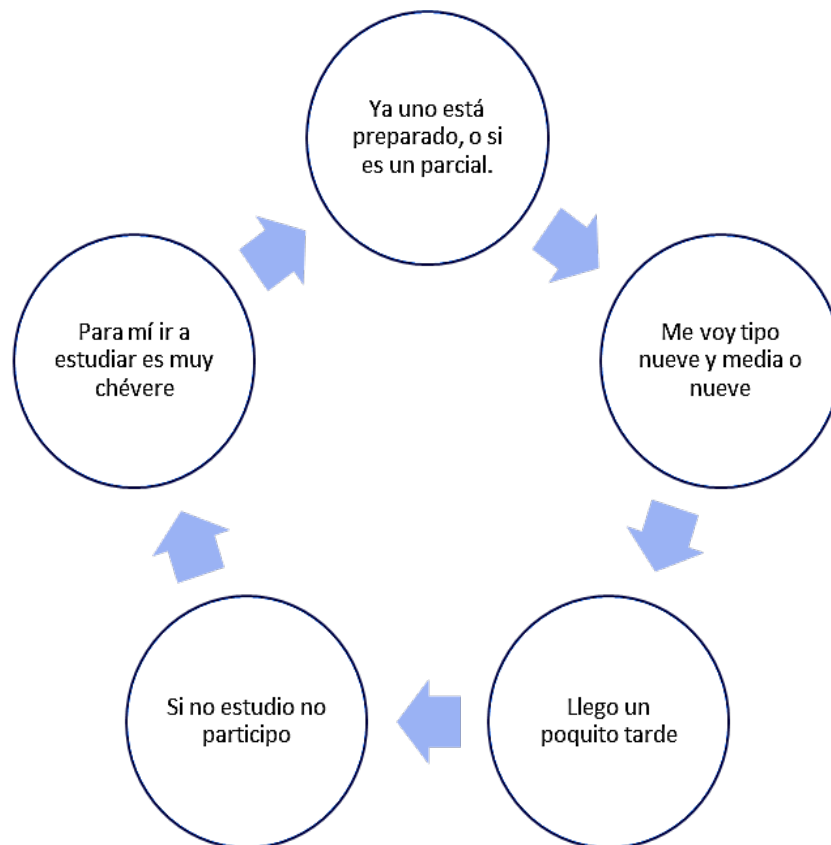 Ya uno está
preparado, o si
es un parcial.
Me voy tipo
nueve y media o
nueve
Llego un
poquito tarde
Si no estudio no
participo
Para mí ir a
estudiar es muy
chévere